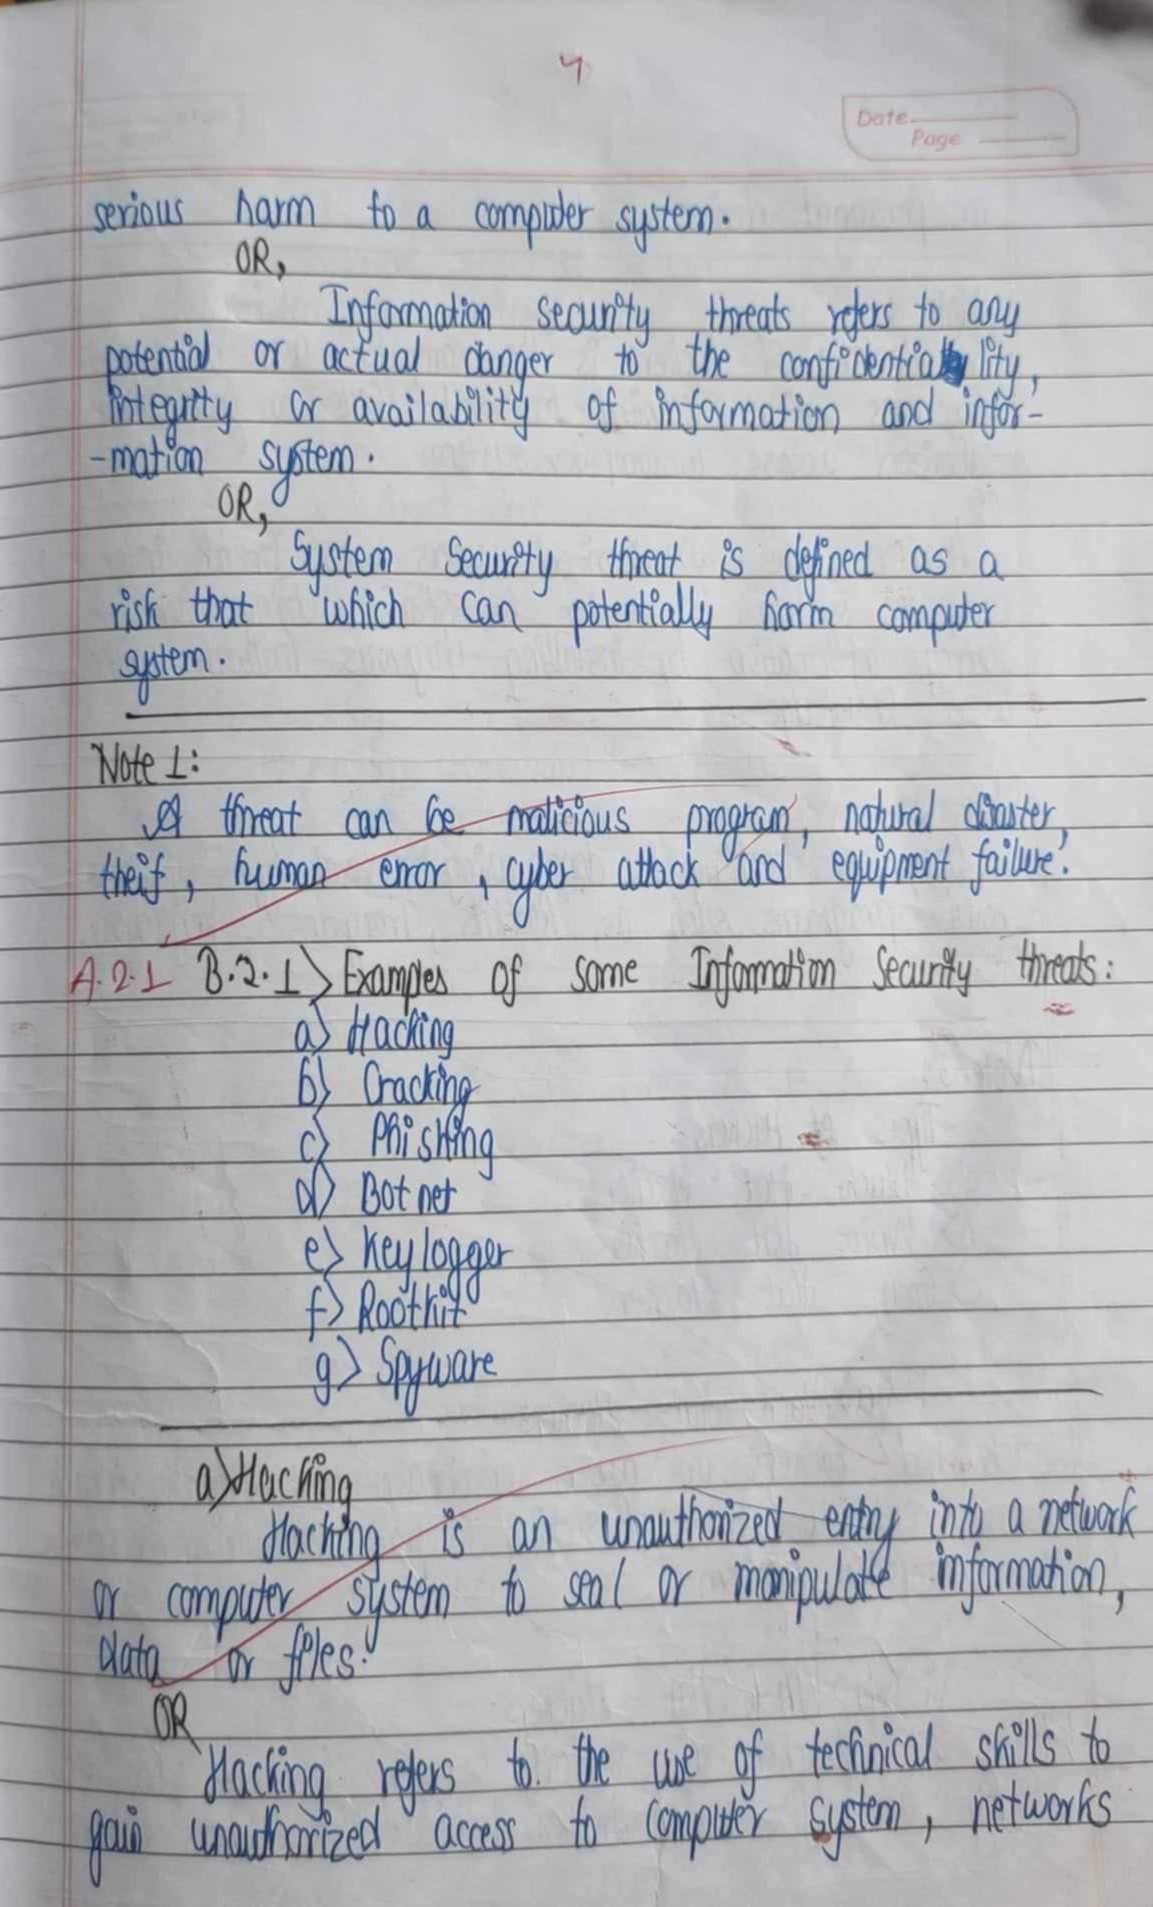 4
Date
Page
serious harm to a computer system.
OR,
Information security threats refers to any
potential or actual danger to the confidentiality,
integrity or availability of information and infor-
-mation system.
OR,
System Security threat is defined as a
risk that which can potentially harm computer
system.
Note 1:
A threat can be malicious program, natural disaster,
theif, human error, cyber attack and equipment failure.
A.2.1 B.2.1> Examples of some Information Security threats:
a> Hacking
b> Cracking
c> Phishing
d> Bot net
e> Key logger
f> Rootkit
g> Spyware
a> Hacking
Hacking is an unauthorized entry into a network
or computer system to seal or manipulate information,
data or files.
OR
Hacking refers to the use of technical skills to
gain unauthorized access to computer system, networks